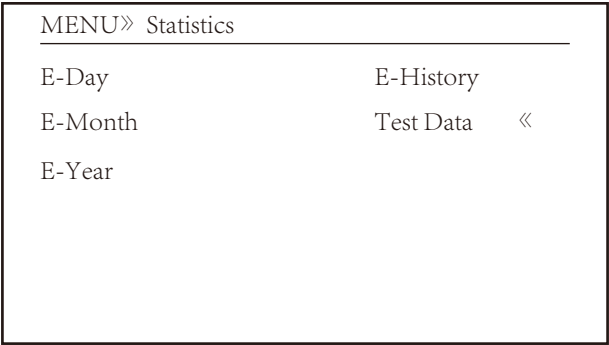 MENU» Statistics
E-Day E-History
E-Month Test Data «
E-Year